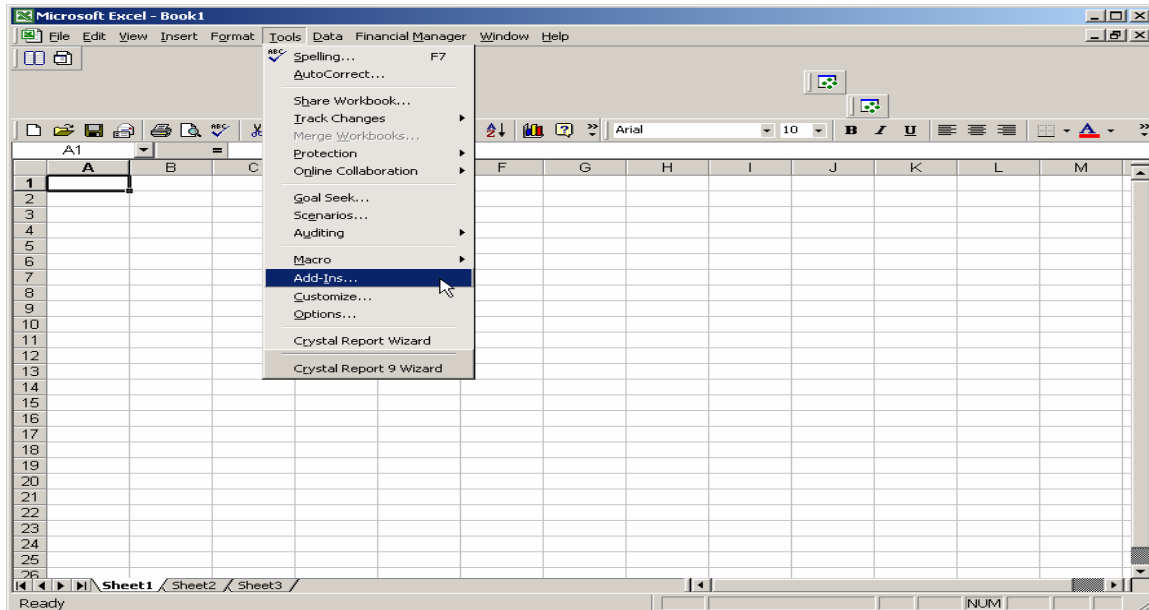 Microsoft Excel - Book1
File Edit View Insert Format Tools Data Financial Manager Window Help
Spelling... F7
AutoCorrect...
Share Workbook...
Track Changes
Merge Workbooks...
Protection
Online Collaboration
Goal Seek...
Scenarios...
Auditing
Macro
Add-Ins...
Customize...
Options...
Crystal Report Wizard
Crystal Report 9 Wizard
Arial 10 B I U
A1 =
A B C F G H I J K L M
1
2
3
4
5
6
7
8
9
10
11
12
13
14
15
16
17
18
19
20
21
22
23
24
25
26
Sheet1 Sheet2 Sheet3
Ready NUM